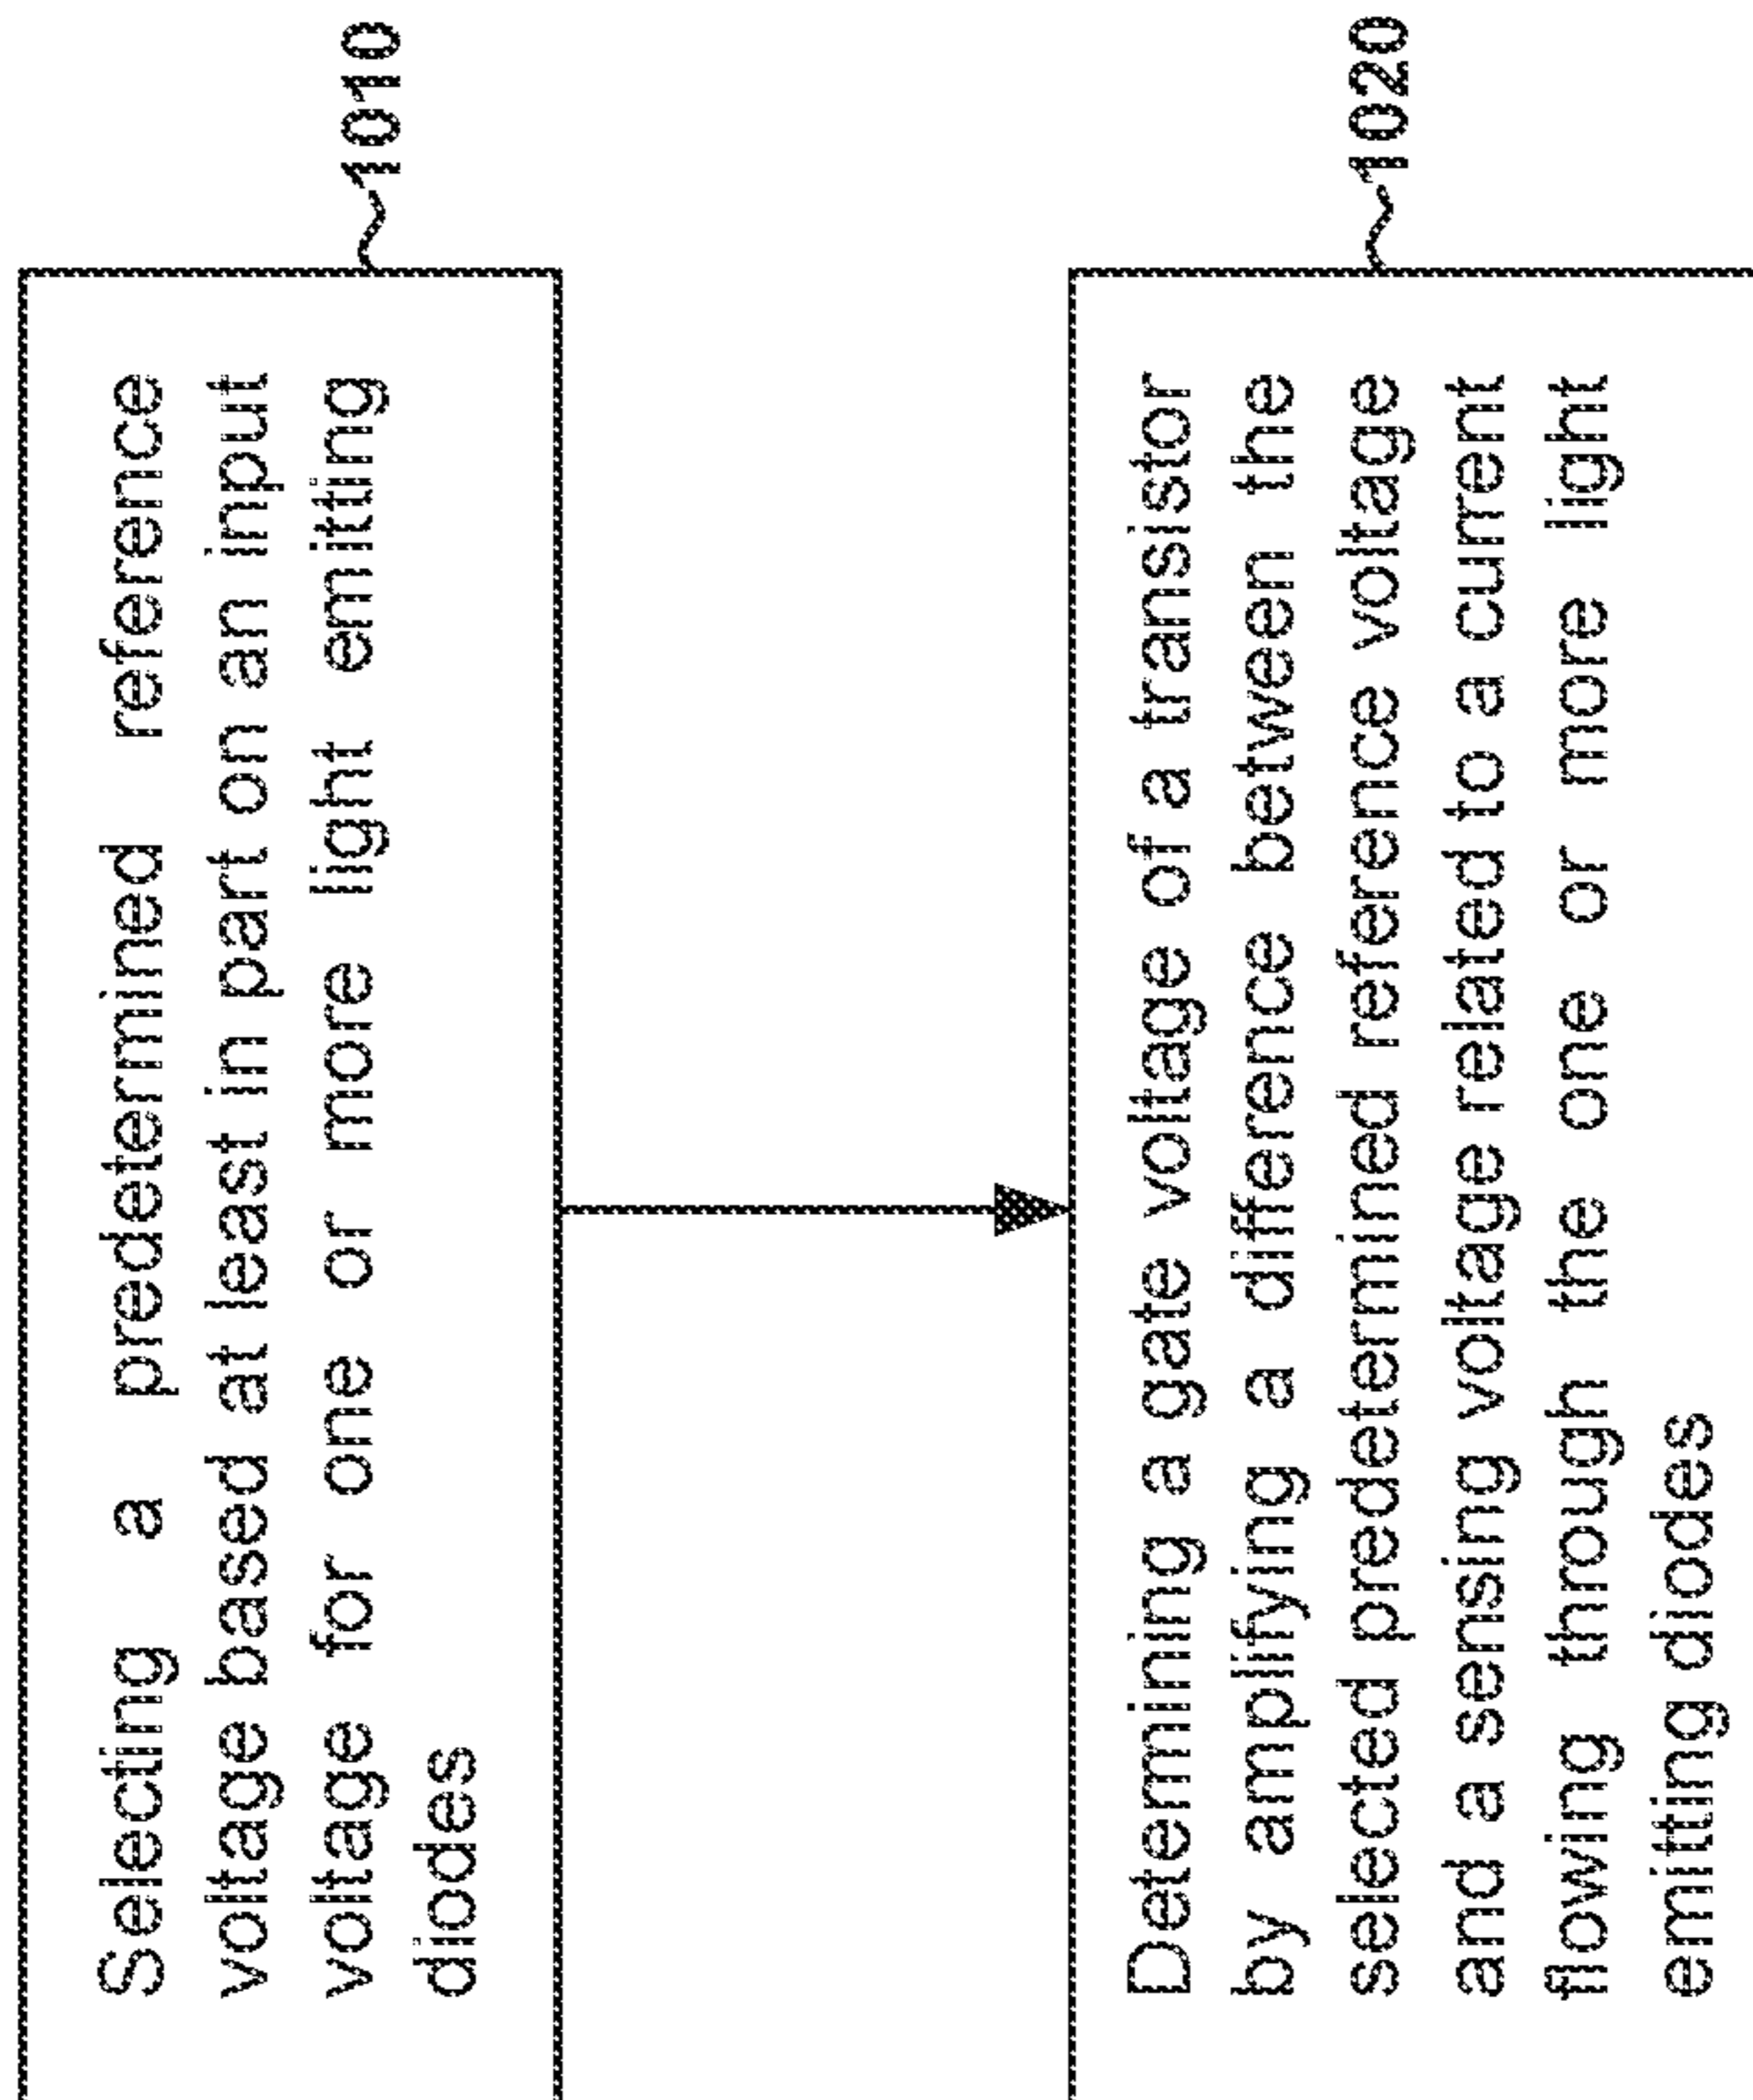 Selecting a predetermined reference
voltage based at least in part on an input
voltage for one or more light emitting
diodes
1010
Determining a gate voltage of a transistor
by amplifying a difference between the
selected predetermined reference voltage
and a sensing voltage related to a current
flowing through the one or more light
emitting diodes
1020